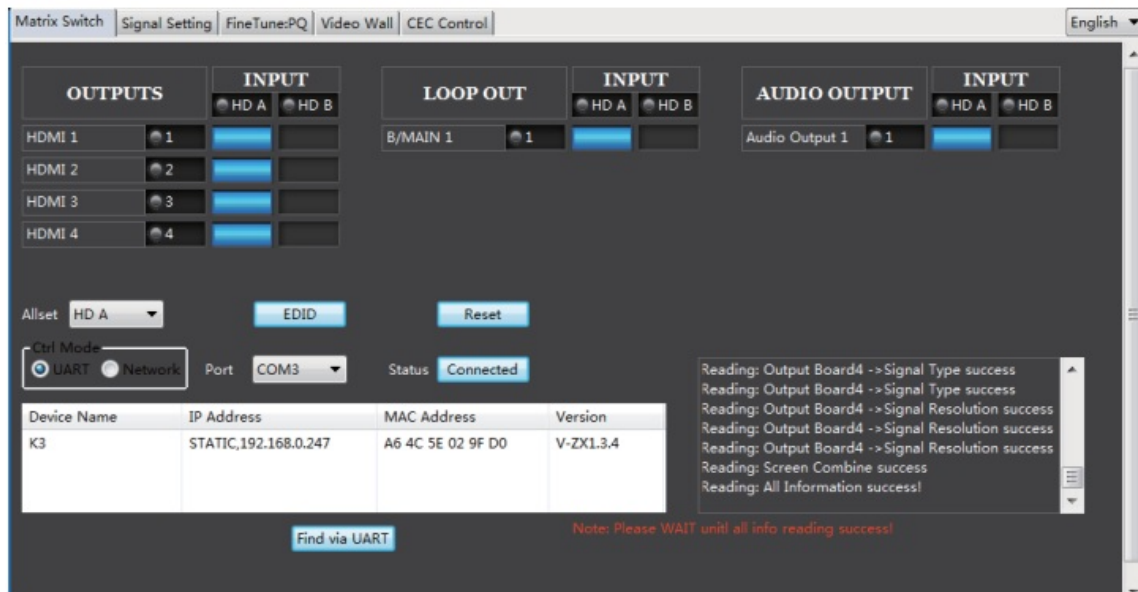 Matrix Switch Signal Setting FineTune:PQ Video Wall CEC Control English
OUTPUTS INPUT LOOP OUT INPUT AUDIO OUTPUT INPUT
HD A HD B HD A HD B HD A HD B
HDMI 1 1 B/MAIN 1 1 Audio Output 1 1
HDMI 2 2
HDMI 3 3
HDMI 4 4
Allset HD A EDID Reset
Ctrl Mode
UART Network Port COM3 Status Connected
Device Name IP Address MAC Address Version
K3 STATIC,192.168.0.247 A6 4C 5E 02 9F D0 V-ZX1.3.4
Reading: Output Board4 ->Signal Type success
Reading: Output Board4 ->Signal Type success
Reading: Output Board4 ->Signal Resolution success
Reading: Output Board4 ->Signal Resolution success
Reading: Output Board4 ->Signal Resolution success
Reading: Screen Combine success
Reading: All Information success!
Find via UART
Note: Please WAIT unitl all info reading success!